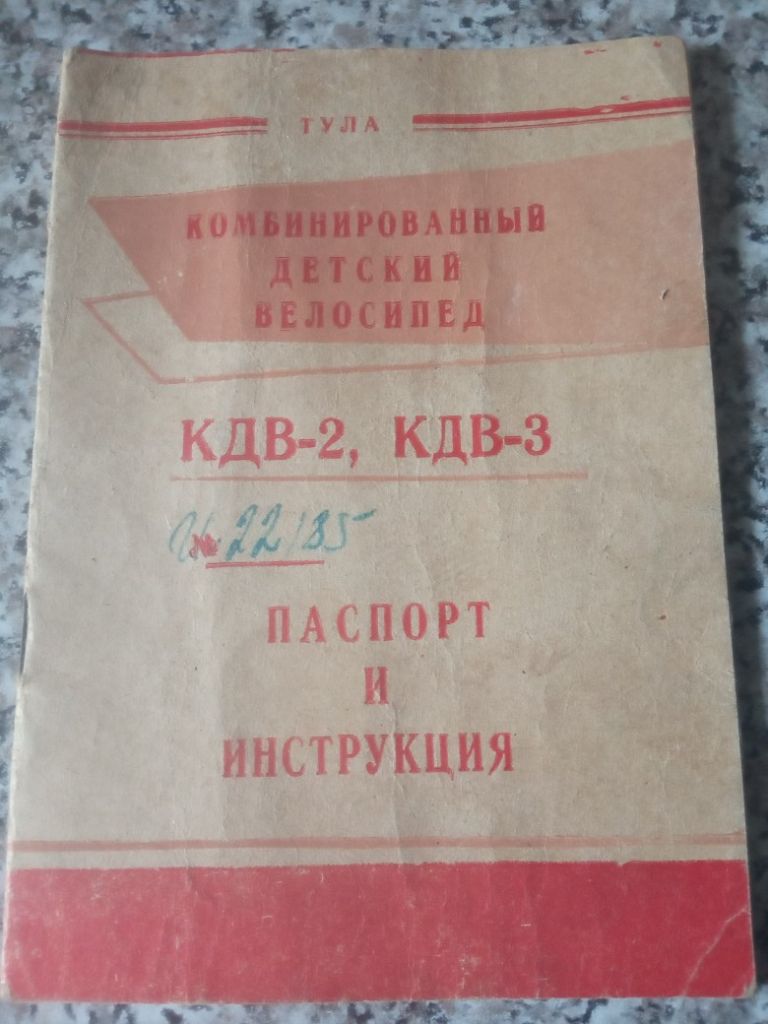 ТУЛА
КОМБИНИРОВАННЫЙ
ДЕТСКИЙ
ВЕЛОСИПЕД
КДВ-2, КДВ-3
№ 22185
ПАСПОРТ
И
ИНСТРУКЦИЯ